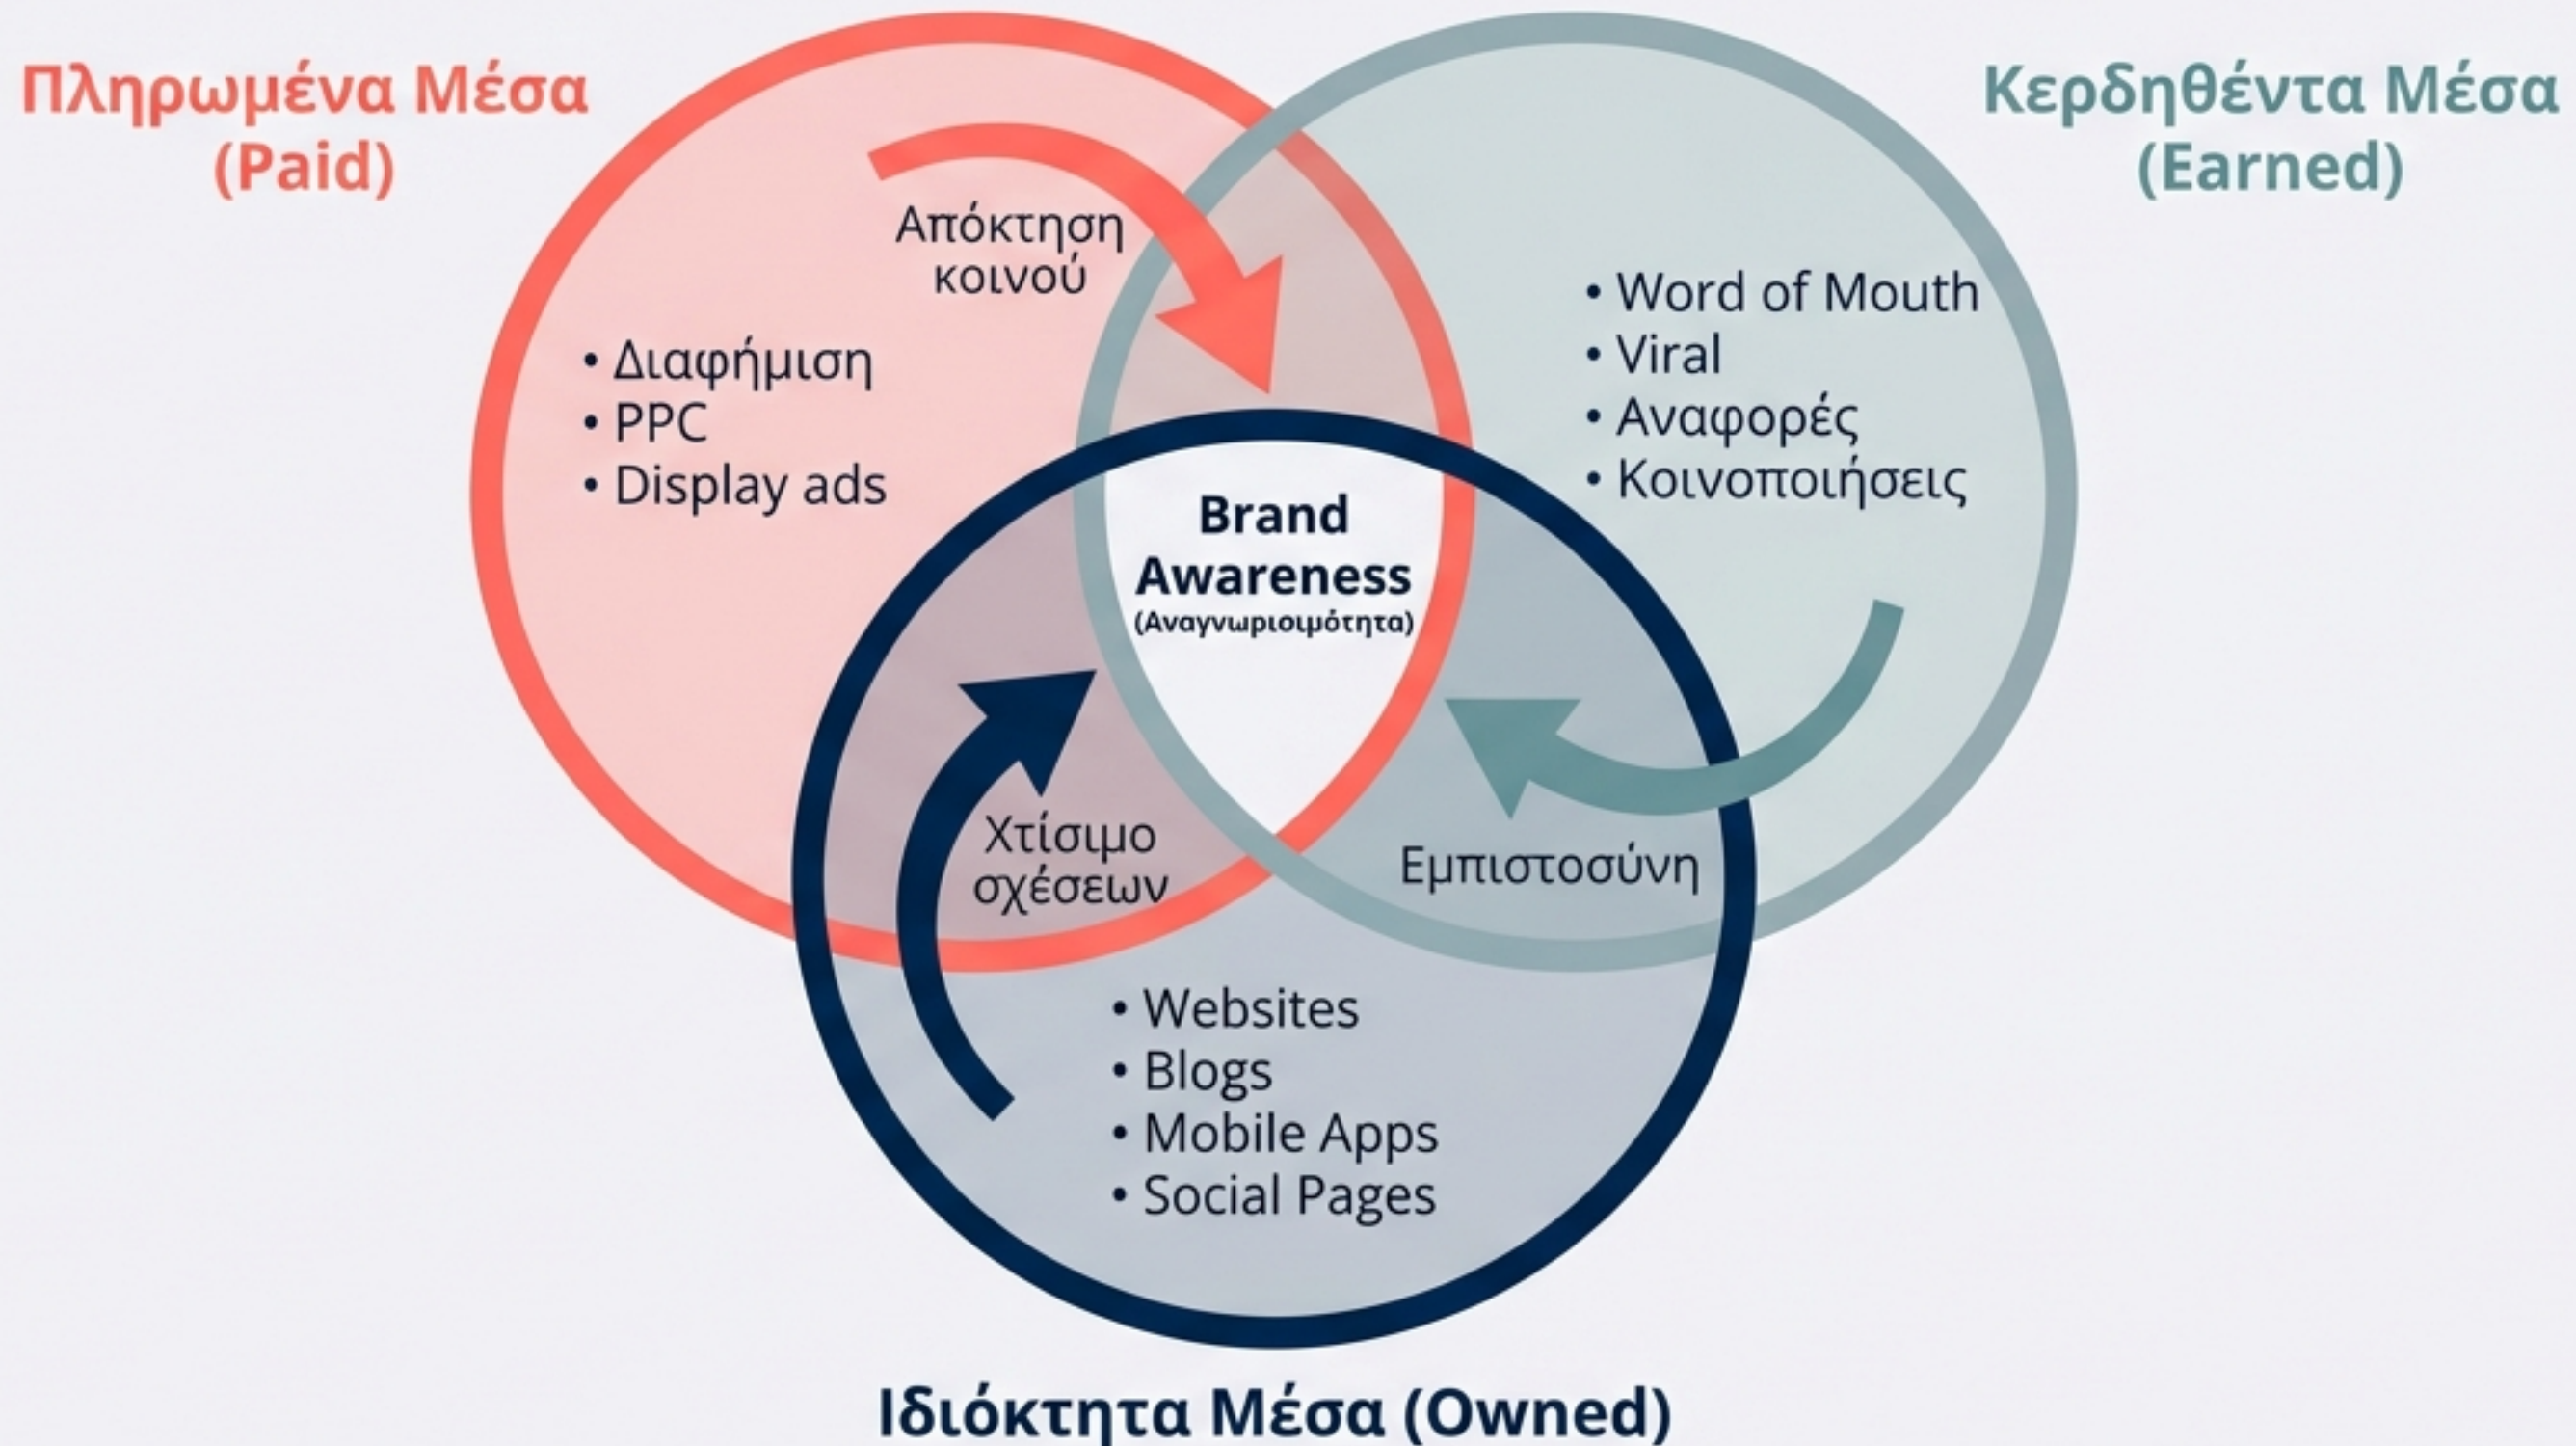 Πληρωμένα Μέσα
(Paid)
Απόκτηση
κοινού
• Διαφήμιση
• PPC
• Display ads
Κερδηθέντα Μέσα
(Earned)
• Word of Mouth
• Viral
• Αναφορές
• Κοινοποιήσεις
Brand
Awareness
(Αναγνωρισιμότητα)
Χτίσιμο
σχέσεων
Εμπιστοσύνη
• Websites
• Blogs
• Mobile Apps
• Social Pages
Ιδιόκτητα Μέσα (Owned)